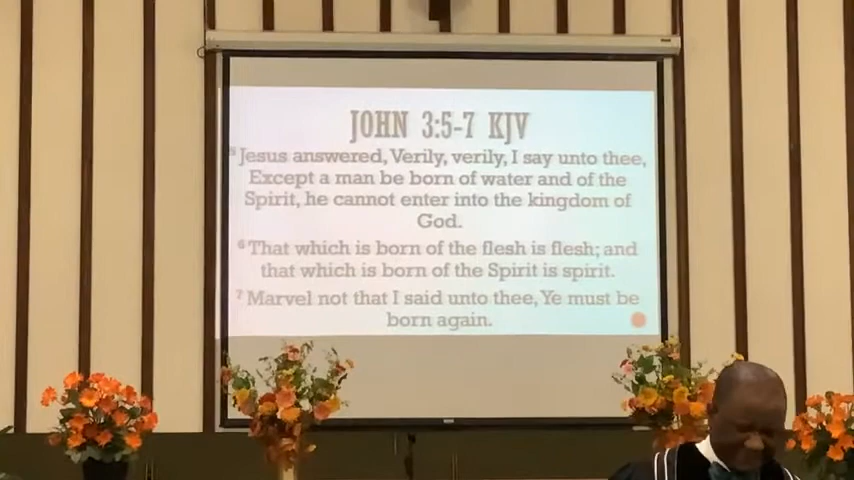 JOHN 3:5-7 KJV
5 Jesus answered, Verily, verily, I say unto thee,
Except a man be born of water and of the
Spirit, he cannot enter into the kingdom of
God.
6 That which is born of the flesh is flesh; and
that which is born of the Spirit is spirit.
7 Marvel not that I said unto thee, Ye must be
born again.